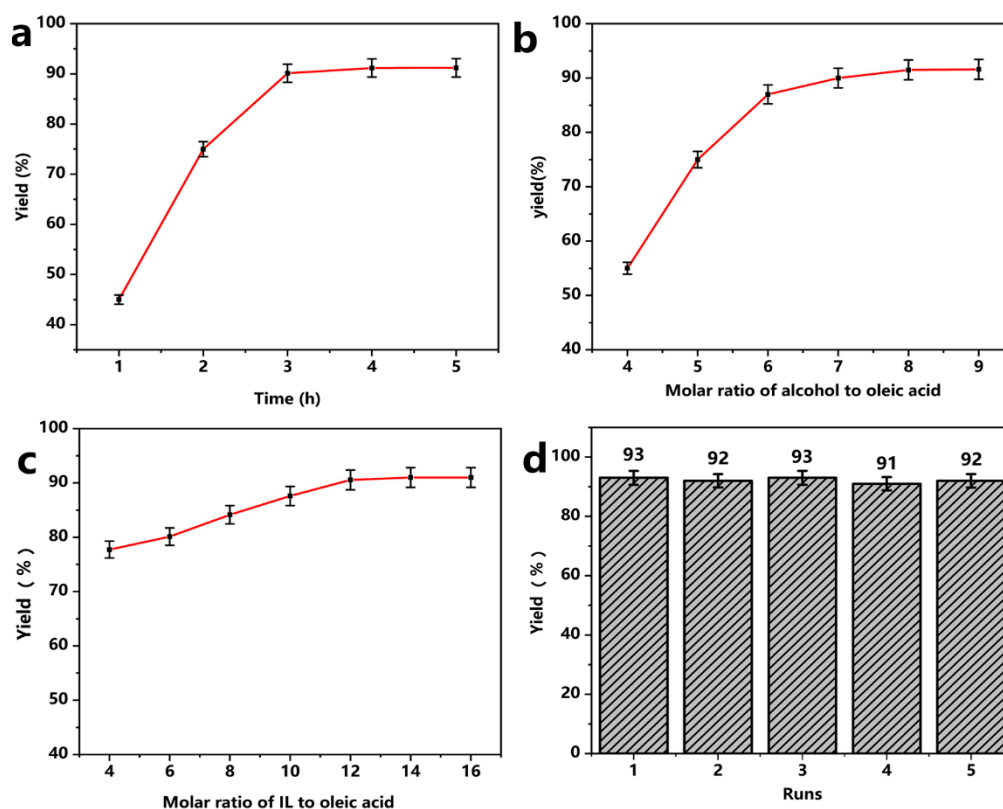 a
100
90
80
70
60
50
40
Yield (%)
1 2 3 4 5
Time (h)
b
100
90
80
70
60
50
40
yield(%)
4 5 6 7 8 9
Molar ratio of alcohol to oleic acid
c
100
90
80
70
60
50
40
Yield ( % )
4 6 8 10 12 14 16
Molar ratio of IL to oleic acid
d
93 92 93 91 92
100
80
60
40
20
0
Yield ( % )
1 2 3 4 5
Runs